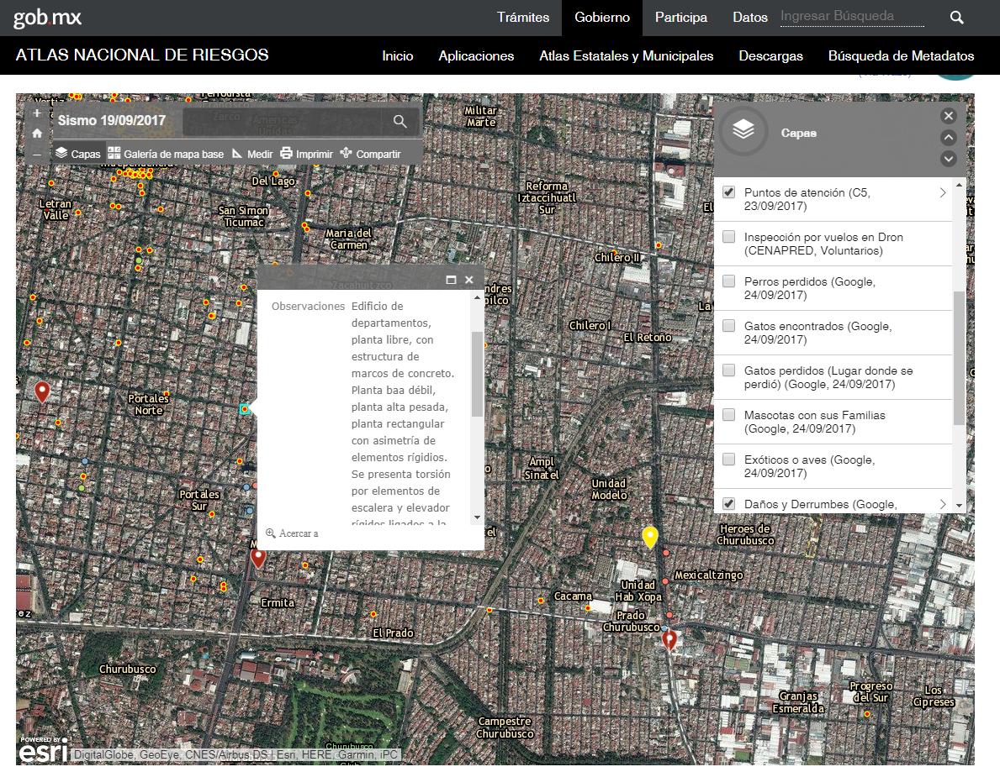 gob.mx
Trámites
Gobierno
Participa
Datos
Ingresar Búsqueda
ATLAS NACIONAL DE RIESGOS
Inicio
Aplicaciones
Atlas Estatales y Municipales
Descargas
Búsqueda de Metadatos
Sismo 19/09/2017
Capas
Galería de mapa base
Medir
Imprimir
Compartir
Zarco
Militar
Marte
Del Lago
Letran
Valle
San Simon
Ticumac
Maria del
Carmen
Reforma
Iztaccihuatl
Sur
Chilero II
Zacahuitzco
Chilero I
El Retoño
Portales
Norte
Portales
Sur
Ampl
Sinatel
Unidad
Modelo
Ermita
El Prado
Cacama
Unidad
Hab Xopa
Prado
Churubusco
Mexicaltzingo
Heroes de
Churubusco
Churubusco
Campestre
Churubusco
Churubusco
Club
Granjas
Esmeralda
Progreso
del Sur
Los
Cipreses
Observaciones
Edificio de
departamentos,
planta libre, con
estructura de
marcos de concreto.
Planta baa débil,
planta alta pesada,
planta rectangular
con asimetría de
elementos rígidios.
Se presenta torsión
por elementos de
escalera y elevador
rígidos ligados a la
Acercar a
Capas
Puntos de atención (C5,
23/09/2017)
Inspección por vuelos en Dron
(CENAPRED, Voluntarios)
Perros perdidos (Google,
24/09/2017)
Gatos encontrados (Google,
24/09/2017)
Gatos perdidos (Lugar donde se
perdió) (Google, 24/09/2017)
Mascotas con sus Familias
(Google, 24/09/2017)
Exóticos o aves (Google,
24/09/2017)
Daños y Derrumbes (Google,
POWERED BY
esri
DigitalGlobe, GeoEye, CNES/Airbus DS | Esri, HERE, Garmin, iPC